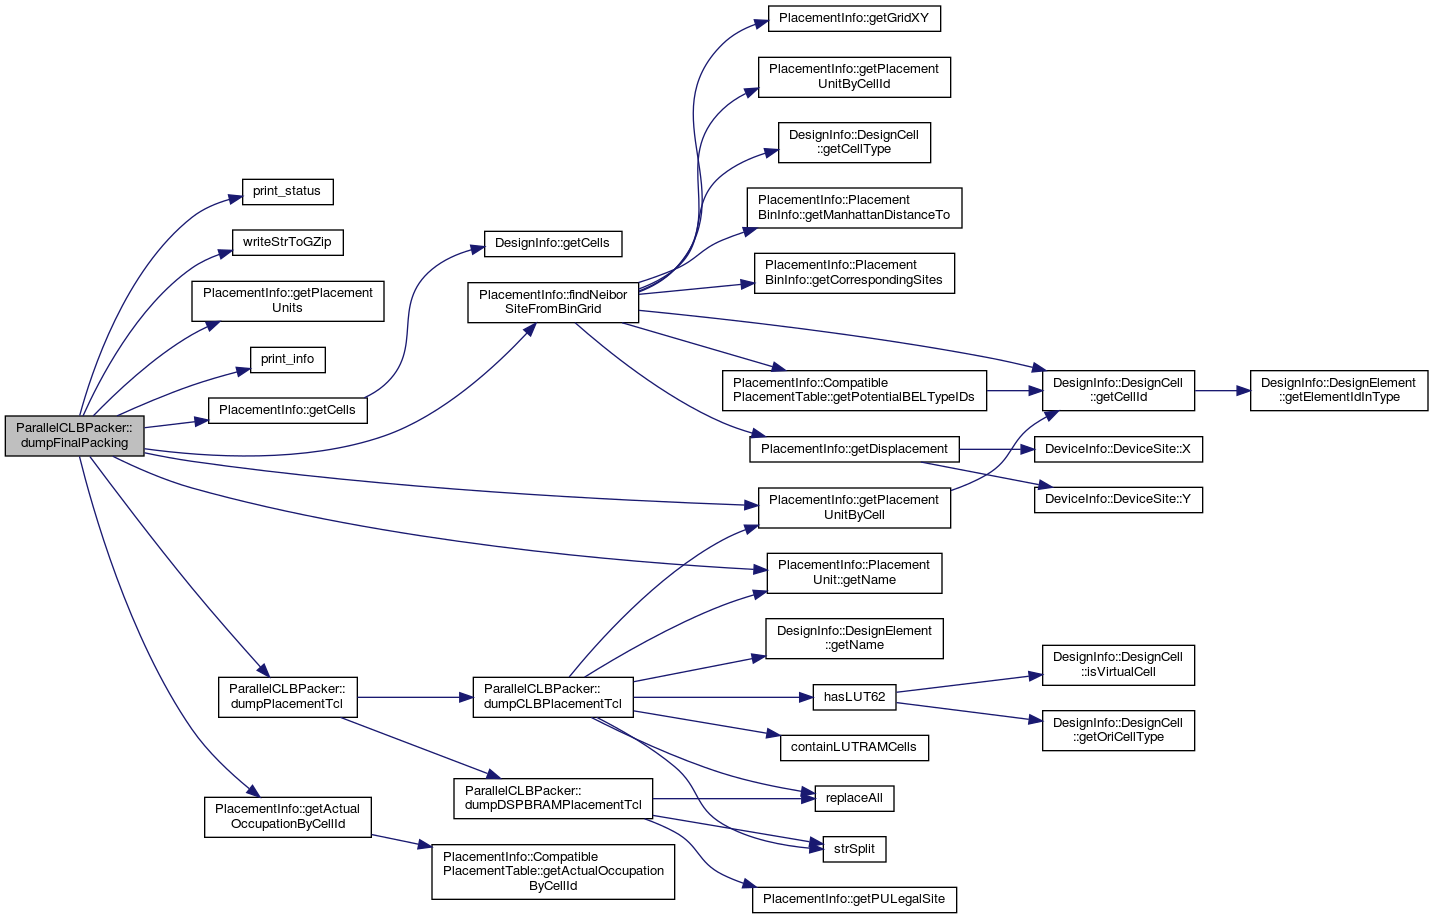 PlacementInfo::getGridXY
PlacementInfo::getPlacement
UnitByCellId
DesignInfo::DesignCell
::getCellType
print_status
PlacementInfo::Placement
BinInfo::getManhattanDistanceTo
writeStrToGZip
DesignInfo::getCells
PlacementInfo::Placement
BinInfo::getCorrespondingSites
PlacementInfo::getPlacement
Units
PlacementInfo::findNeibor
SiteFromBinGrid
print_info
PlacementInfo::Compatible
PlacementTable::getPotentialBELTypeIDs
DesignInfo::DesignCell
::getCellId
DesignInfo::DesignElement
::getElementIdInType
PlacementInfo::getCells
ParallelCLBPacker::
dumpFinalPacking
PlacementInfo::getDisplacement
DeviceInfo::DeviceSite::X
PlacementInfo::getPlacement
UnitByCell
DeviceInfo::DeviceSite::Y
PlacementInfo::Placement
Unit::getName
DesignInfo::DesignElement
::getName
DesignInfo::DesignCell
::isVirtualCell
ParallelCLBPacker::
dumpPlacementTcl
ParallelCLBPacker::
dumpCLBPlacementTcl
hasLUT62
DesignInfo::DesignCell
::getOriCellType
containLUTRAMCells
ParallelCLBPacker::
dumpDSPBRAMPlacementTcl
replaceAll
PlacementInfo::getActual
OccupationByCellId
strSplit
PlacementInfo::Compatible
PlacementTable::getActualOccupation
ByCellId
PlacementInfo::getPULegalSite